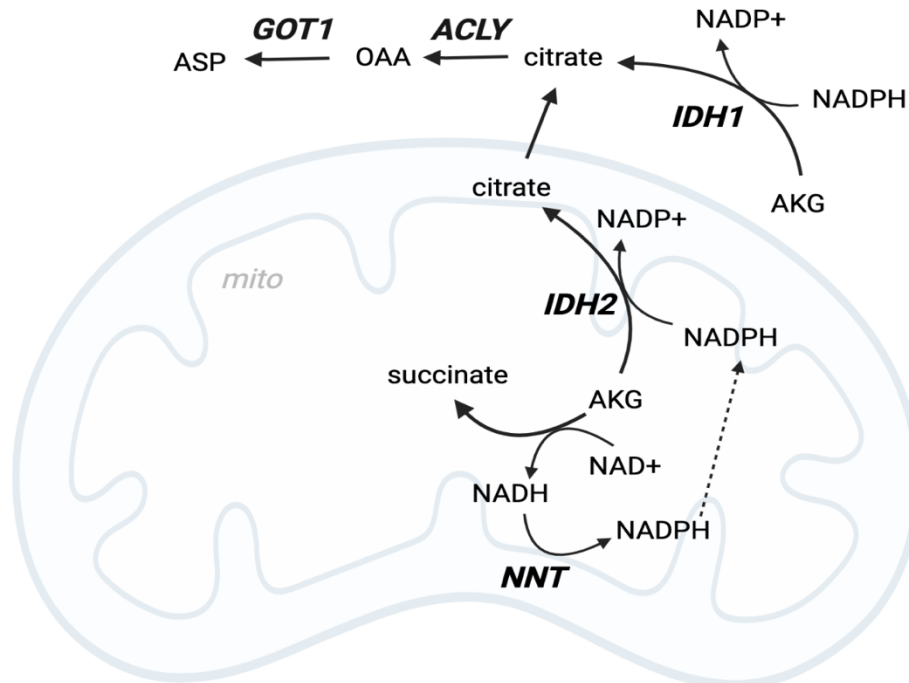 NADP+
GOT1 ACLY
ASP OAA citrate
NADPH
IDH1
citrate
AKG
NADP+
mito
IDH2
NADPH
succinate
AKG
NAD+
NADH
NADPH
NNT